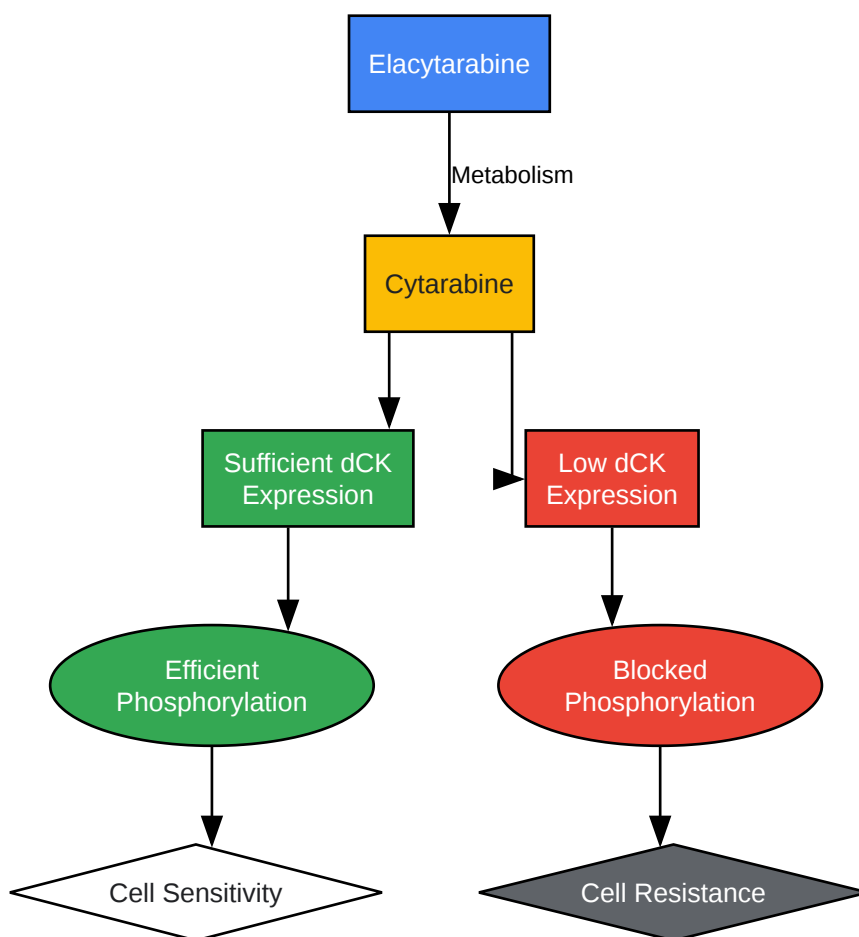 Elacytarabine
Metabolism
Cytarabine
Sufficient dCK
Expression
Low dCK
Expression
Efficient
Phosphorylation
Blocked
Phosphorylation
Cell Sensitivity
Cell Resistance